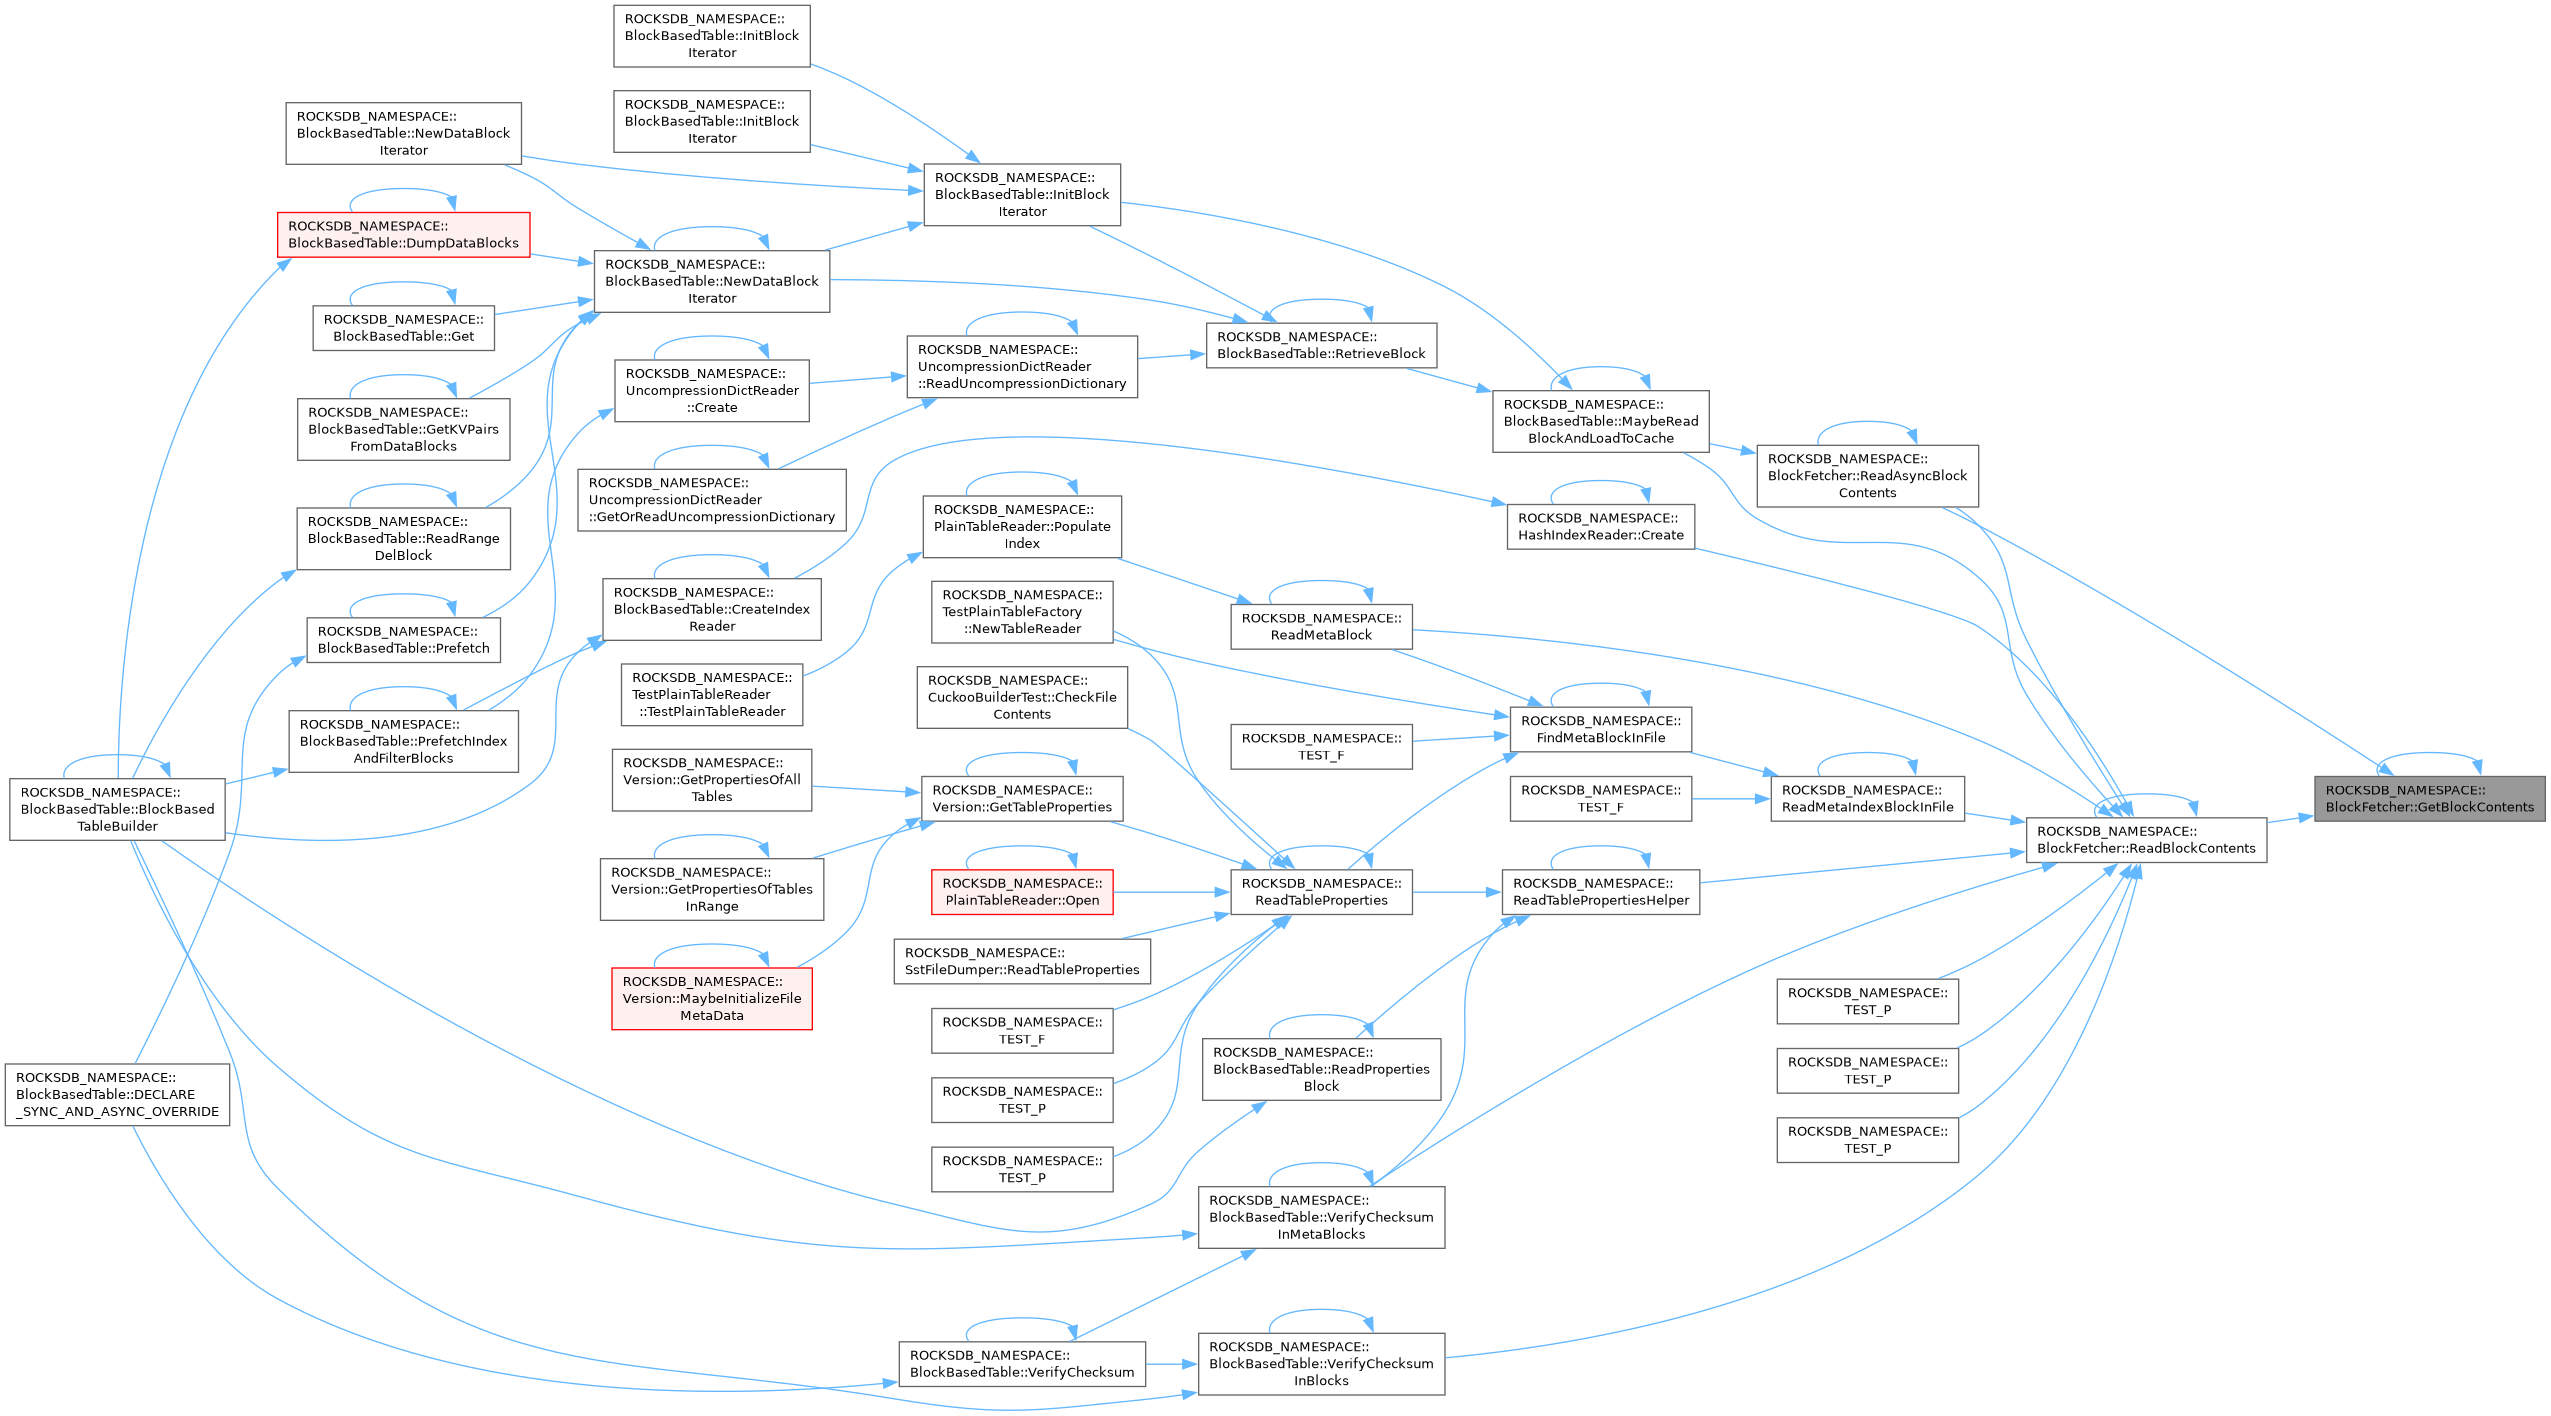 ROCKSDB_NAMESPACE::
BlockBasedTable::InitBlock
Iterator
ROCKSDB_NAMESPACE::
BlockBasedTable::InitBlock
Iterator
ROCKSDB_NAMESPACE::
BlockBasedTable::NewDataBlock
Iterator
ROCKSDB_NAMESPACE::
BlockBasedTable::InitBlock
Iterator
ROCKSDB_NAMESPACE::
BlockBasedTable::DumpDataBlocks
ROCKSDB_NAMESPACE::
BlockBasedTable::NewDataBlock
Iterator
ROCKSDB_NAMESPACE::
BlockBasedTable::Get
ROCKSDB_NAMESPACE::
BlockBasedTable::RetrieveBlock
ROCKSDB_NAMESPACE::
UncompressionDictReader
::ReadUncompressionDictionary
ROCKSDB_NAMESPACE::
UncompressionDictReader
::Create
ROCKSDB_NAMESPACE::
BlockBasedTable::MaybeRead
BlockAndLoadToCache
ROCKSDB_NAMESPACE::
BlockBasedTable::GetKVPairs
FromDataBlocks
ROCKSDB_NAMESPACE::
BlockFetcher::ReadAsyncBlock
Contents
ROCKSDB_NAMESPACE::
UncompressionDictReader
::GetOrReadUncompressionDictionary
ROCKSDB_NAMESPACE::
PlainTableReader::Populate
Index
ROCKSDB_NAMESPACE::
HashIndexReader::Create
ROCKSDB_NAMESPACE::
BlockBasedTable::ReadRange
DelBlock
ROCKSDB_NAMESPACE::
BlockBasedTable::CreateIndex
Reader
ROCKSDB_NAMESPACE::
TestPlainTableFactory
::NewTableReader
ROCKSDB_NAMESPACE::
ReadMetaBlock
ROCKSDB_NAMESPACE::
BlockBasedTable::Prefetch
ROCKSDB_NAMESPACE::
TestPlainTableReader
::TestPlainTableReader
ROCKSDB_NAMESPACE::
CuckooBuilderTest::CheckFile
Contents
ROCKSDB_NAMESPACE::
BlockBasedTable::PrefetchIndex
AndFilterBlocks
ROCKSDB_NAMESPACE::
FindMetaBlockInFile
ROCKSDB_NAMESPACE::
TEST_F
ROCKSDB_NAMESPACE::
Version::GetPropertiesOfAll
Tables
ROCKSDB_NAMESPACE::
BlockBasedTable::BlockBased
TableBuilder
ROCKSDB_NAMESPACE::
Version::GetTableProperties
ROCKSDB_NAMESPACE::
TEST_F
ROCKSDB_NAMESPACE::
ReadMetaIndexBlockInFile
ROCKSDB_NAMESPACE::
BlockFetcher::GetBlockContents
ROCKSDB_NAMESPACE::
BlockFetcher::ReadBlockContents
ROCKSDB_NAMESPACE::
Version::GetPropertiesOfTables
InRange
ROCKSDB_NAMESPACE::
PlainTableReader::Open
ROCKSDB_NAMESPACE::
ReadTableProperties
ROCKSDB_NAMESPACE::
ReadTablePropertiesHelper
ROCKSDB_NAMESPACE::
SstFileDumper::ReadTableProperties
ROCKSDB_NAMESPACE::
Version::MaybeInitializeFile
MetaData
ROCKSDB_NAMESPACE::
TEST_P
ROCKSDB_NAMESPACE::
TEST_F
ROCKSDB_NAMESPACE::
BlockBasedTable::ReadProperties
Block
ROCKSDB_NAMESPACE::
TEST_P
ROCKSDB_NAMESPACE::
BlockBasedTable::DECLARE
_SYNC_AND_ASYNC_OVERRIDE
ROCKSDB_NAMESPACE::
TEST_P
ROCKSDB_NAMESPACE::
TEST_P
ROCKSDB_NAMESPACE::
TEST_P
ROCKSDB_NAMESPACE::
BlockBasedTable::VerifyChecksum
InMetaBlocks
ROCKSDB_NAMESPACE::
BlockBasedTable::VerifyChecksum
ROCKSDB_NAMESPACE::
BlockBasedTable::VerifyChecksum
InBlocks